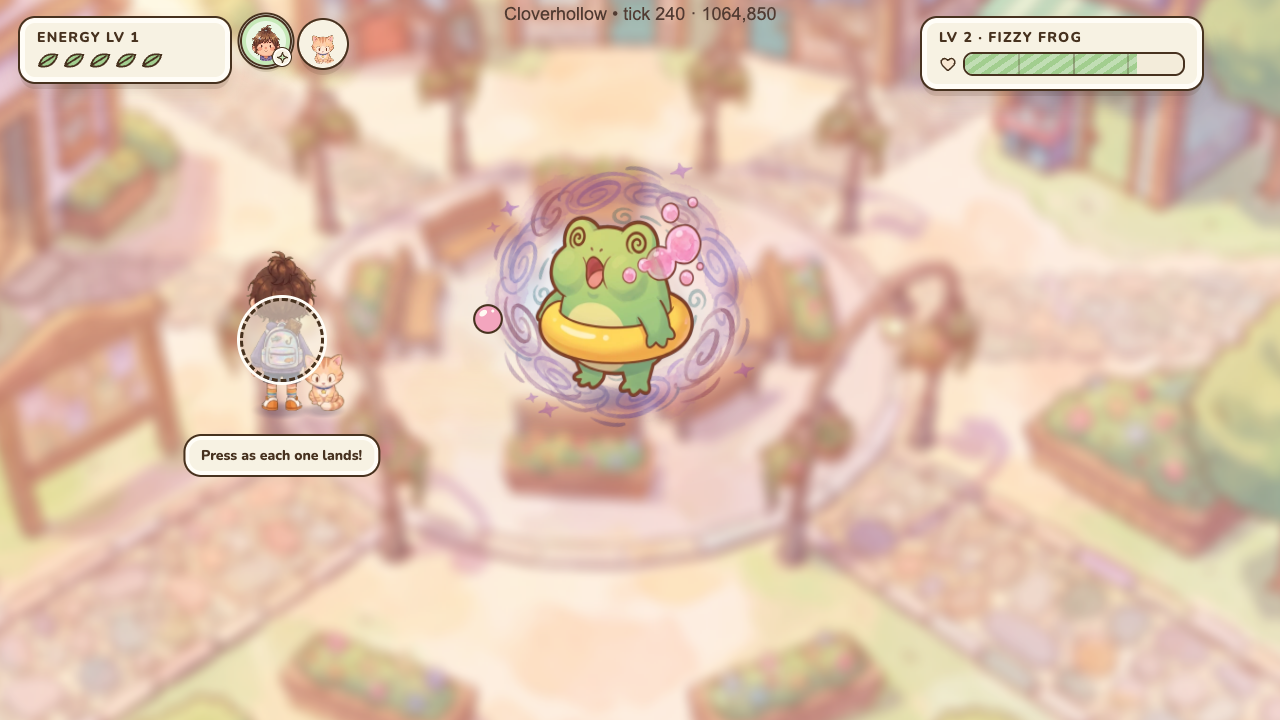 Cloverhollow • tick 240 · 1064,850
ENERGY LV 1
LV 2 · FIZZY FROG
Press as each one lands!